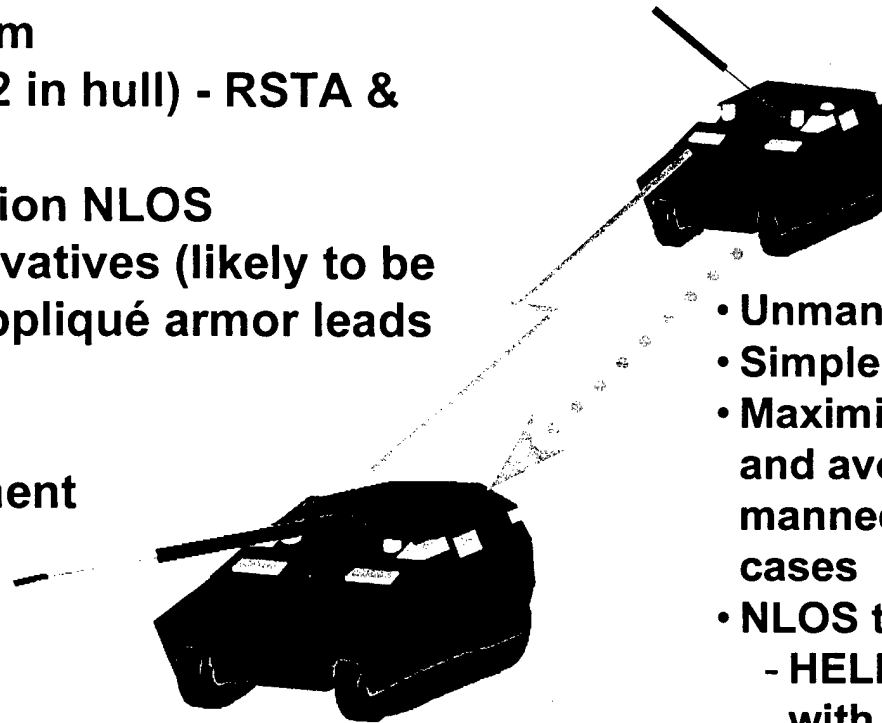 m
2 in hull) - RSTA &
ion NLOS
vatives (likely to be
ppliqué armor leads
ent
• Unman
• Simple
• Maximi
and ave
manned
cases
• NLOS t
- HELI
with